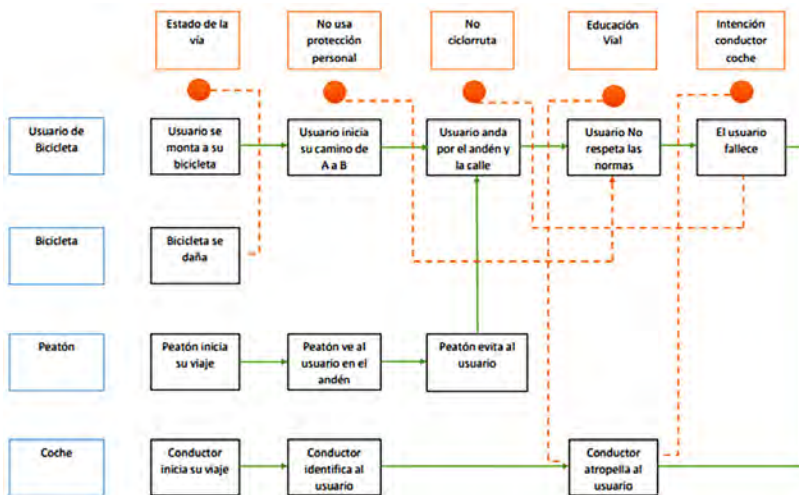 Estado de la
vía
No usa
protección
personal
No
ciclorruta
Educación
Vial
Intención
conductor
coche
Usuario de
Bicicleta
Usuario se
monta a su
bicicleta
Usuario inicia
su camino de
A a B
Usuario anda
por el andén y
la calle
Usuario No
respeta las
normas
El usuario
fallece
Bicicleta
Bicicleta se
daña
Peatón
Peatón inicia
su viaje
Peatón ve al
usuario en el
andén
Peatón evita al
usuario
Coche
Conductor
inicia su viaje
Conductor
identifica al
usuario
Conductor
atropella al
usuario